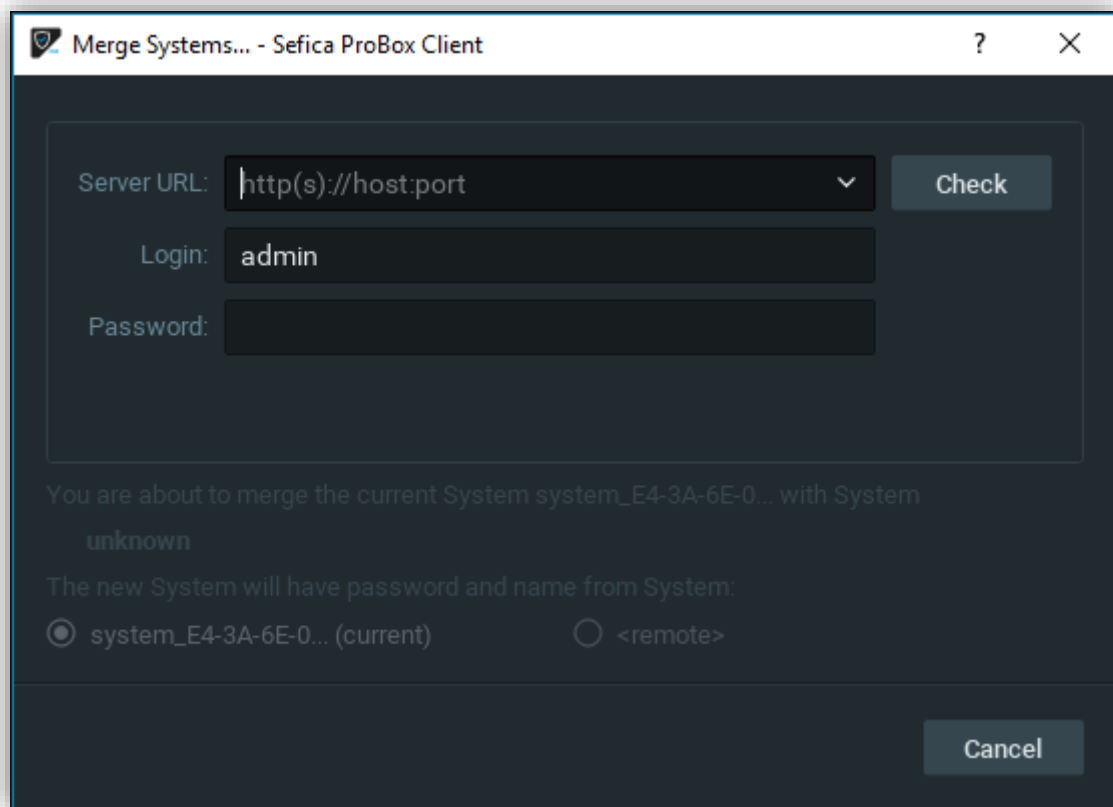 Merge Systems... - Sefica ProBox Client ?
Server URL: http(s)://host:port Check
Login: admin
Password:
You are about to merge the current System system_E4-3A-6E-0... with System
unknown
The new System will have password and name from System:
system_E4-3A-6E-0... (current) <remote>
Cancel